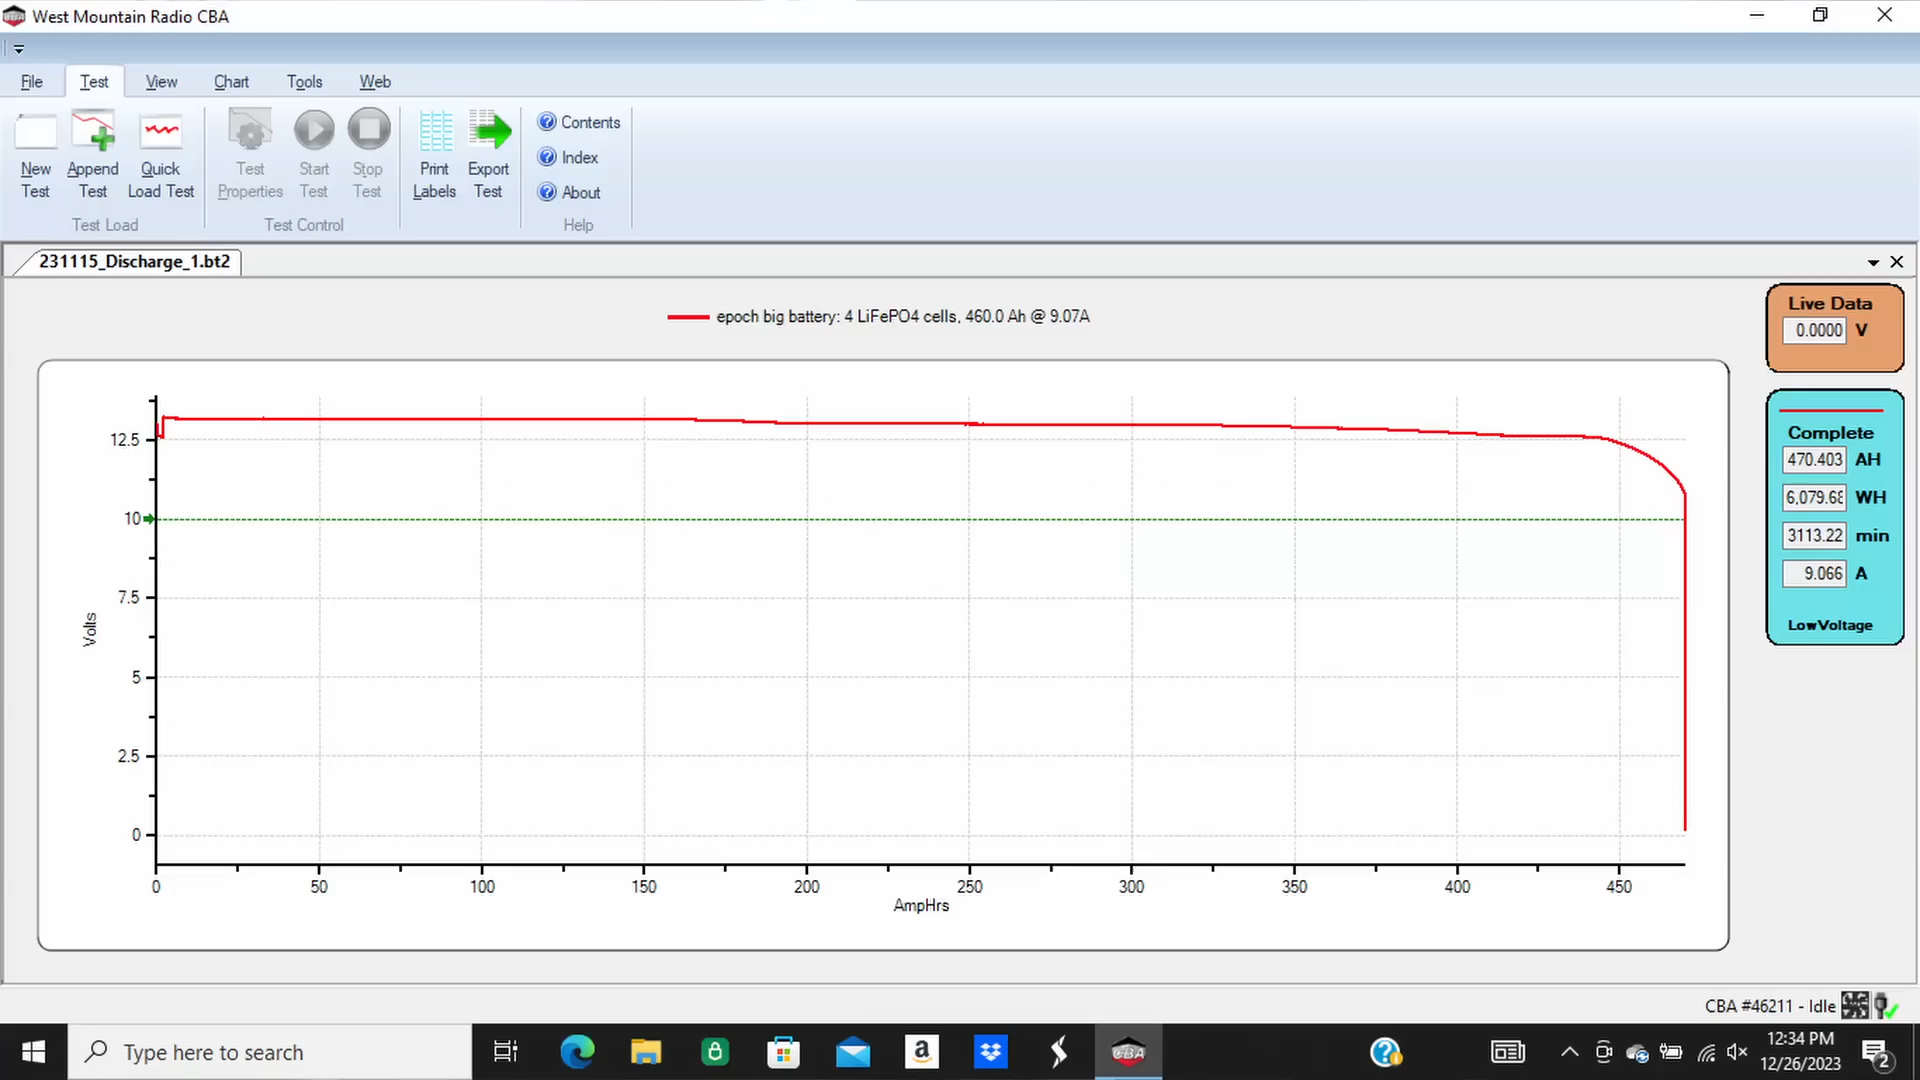 West Mountain Radio CBA
File Test View Chart Tools Web
New Test
Append Test
Quick Load Test
Test Load
Test Properties
Start Test
Stop Test
Test Control
Print Labels
Export Test
Contents
Index
About
Help
231115_Discharge_1.bt2
epoch big battery: 4 LiFePO4 cells, 460.0 Ah @ 9.07A
Live Data
0.0000 V
Complete
470.403 AH
6,079.68 WH
3113.22 min
9.066 A
LowVoltage
12.5
10
7.5
5
2.5
0
Volts
0 50 100 150 200 250 300 350 400 450
AmpHrs
CBA #46211 - Idle
Type here to search
a
CBA
12:34 PM
12/26/2023
2